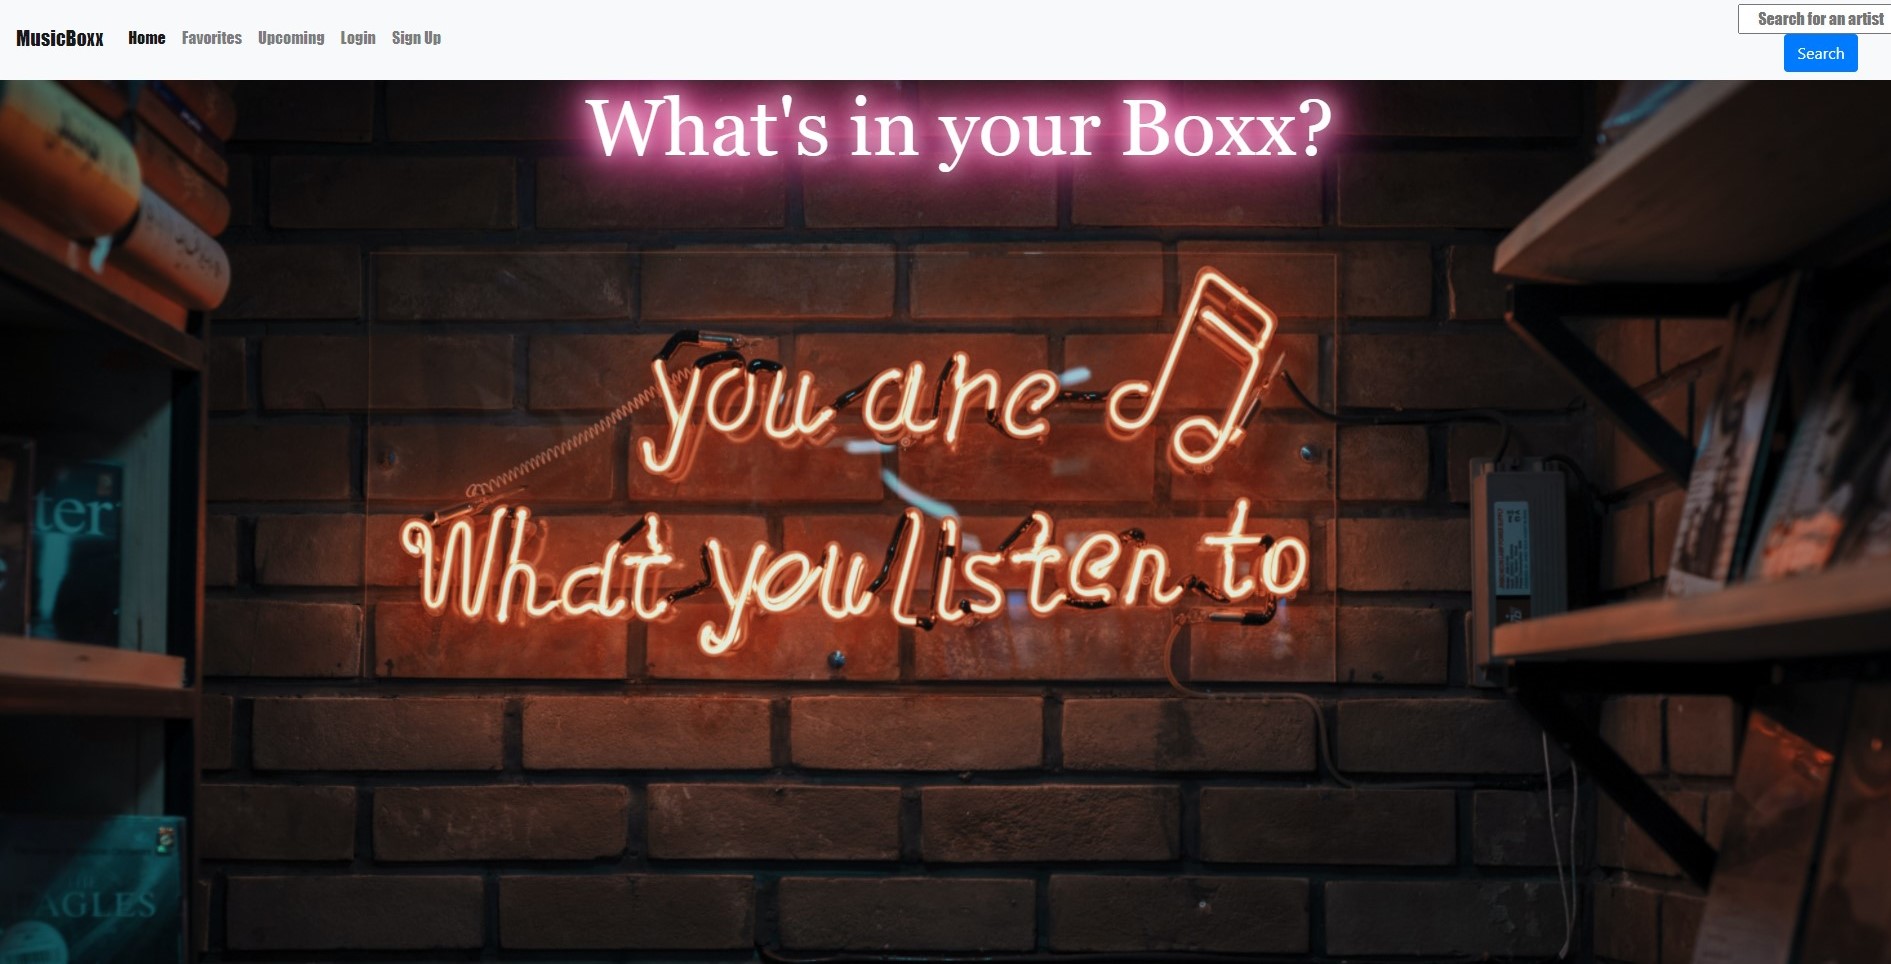 MusicBoxx Home Favorites Upcoming Login Sign Up
Search for an artist
Search
What's in your Boxx?
you are
What you listen to
ter
AGLES